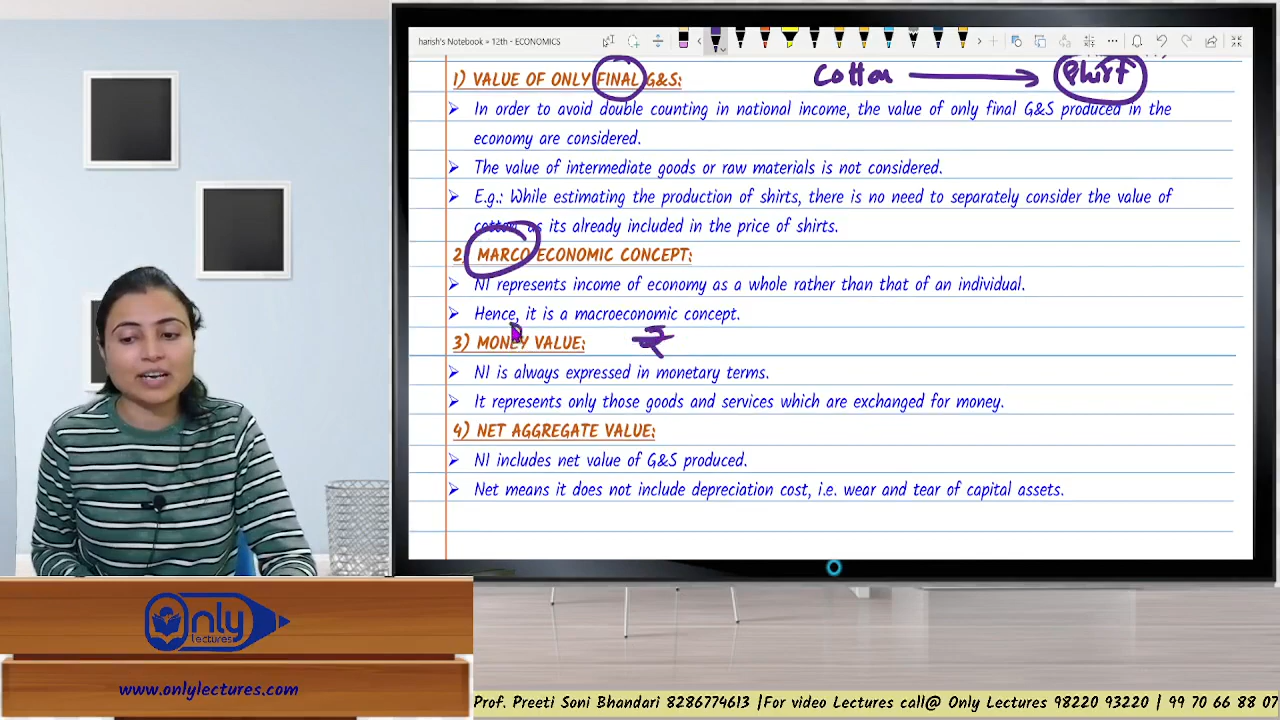 harish's Notebook » 12th - ECONOMICS
1) VALUE OF ONLY FINAL G&S:
Cotton → Shirt
➢ In order to avoid double counting in national income, the value of only final G&S produced in the
economy are considered.
➢ The value of intermediate goods or raw materials is not considered.
➢ E.g.: While estimating the production of shirts, there is no need to separately consider the value of
cotton as its already included in the price of shirts.
2) MARCO ECONOMIC CONCEPT:
➢ NI represents income of economy as a whole rather than that of an individual.
➢ Hence, it is a macroeconomic concept.
3) MONEY VALUE: ₹
➢ NI is always expressed in monetary terms.
➢ It represents only those goods and services which are exchanged for money.
4) NET AGGREGATE VALUE:
➢ NI includes net value of G&S produced.
➢ Net means it does not include depreciation cost, i.e. wear and tear of capital assets.
Only
lectures
www.onlylectures.com
Prof. Preeti Soni Bhandari 8286774613 |For video Lectures call@ Only Lectures 98220 93220 | 99 70 66 88 07